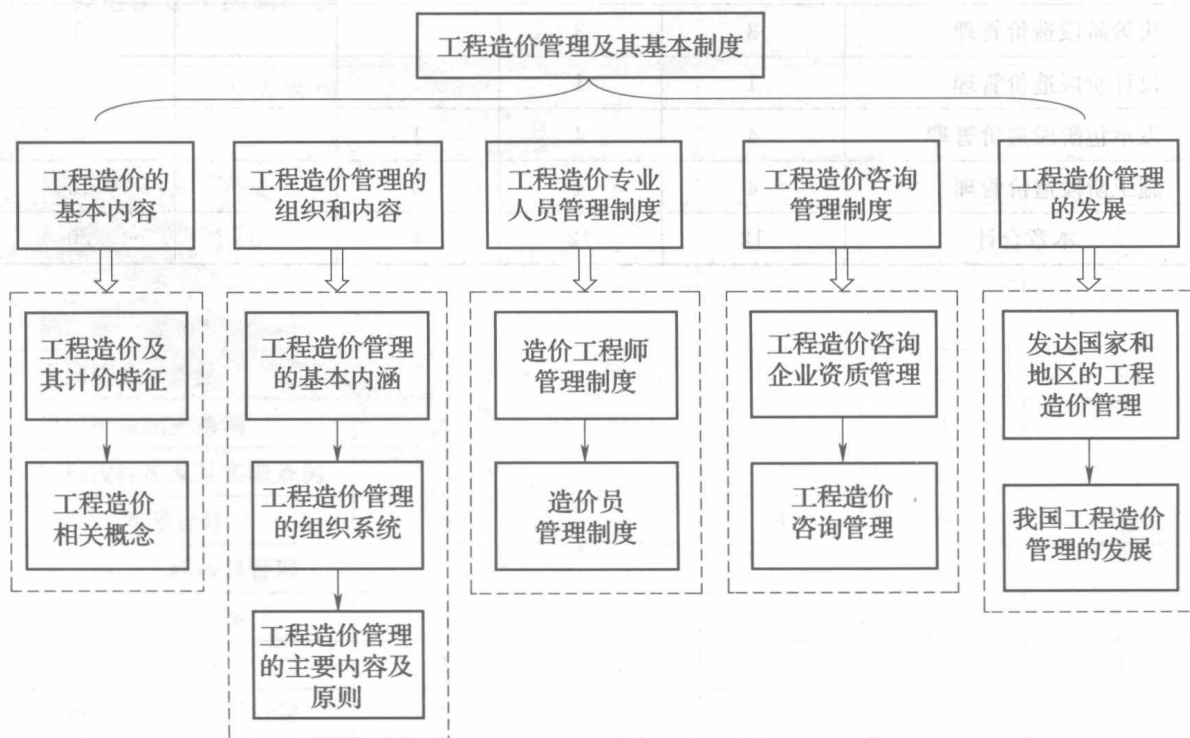 工程造价管理及其基本制度
工程造价的
基本内容
工程造价管理的
组织和内容
工程造价专业
人员管理制度
工程造价咨询
管理制度
工程造价管理
的发展
工程造价及
其计价特征
工程造价
相关概念
工程造价管理
的基本内涵
工程造价管理
的组织系统
工程造价管理
的主要内容及
原则
造价工程师
管理制度
造价员
管理制度
工程造价咨询
企业资质管理
工程造价
咨询管理
发达国家和
地区的工程
造价管理
我国工程造价
管理的发展